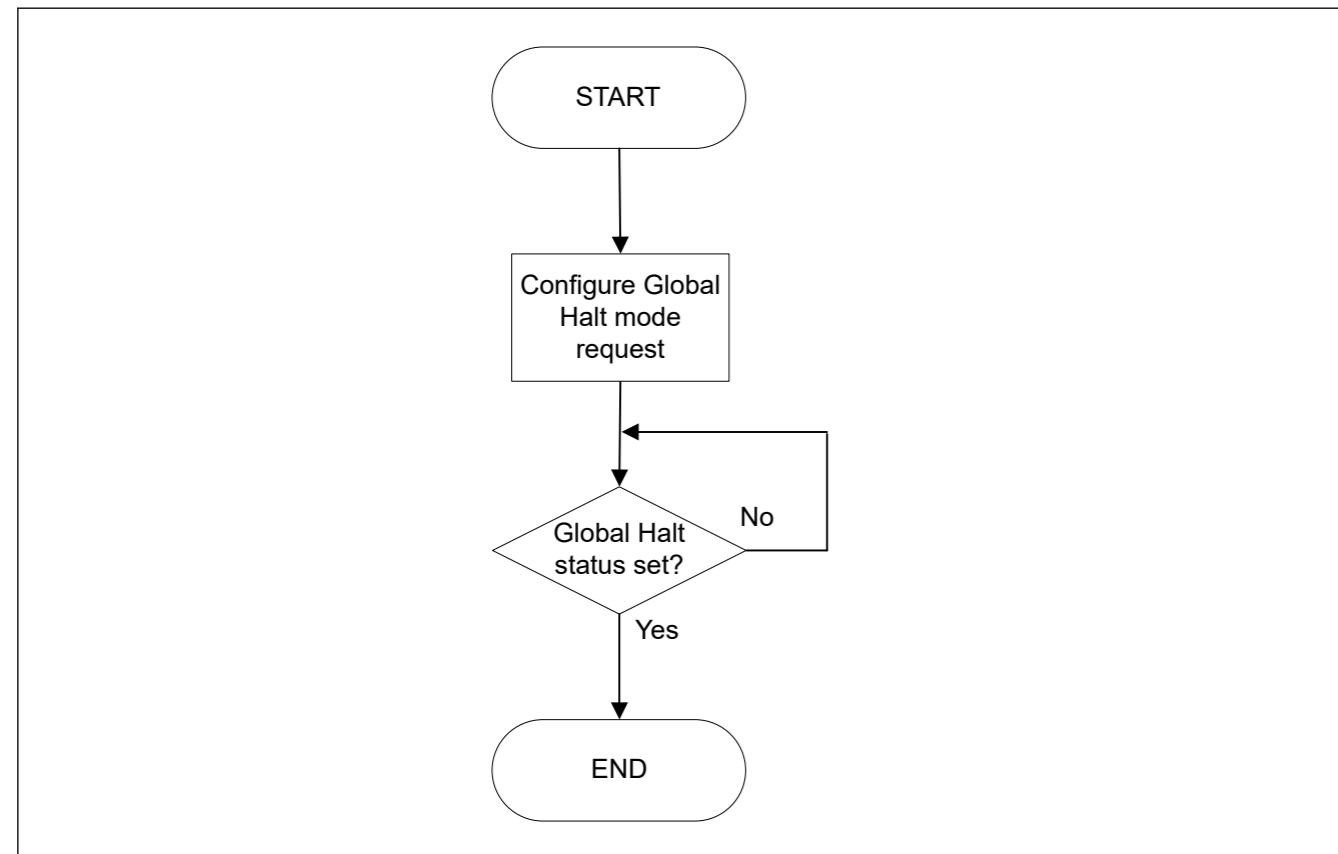 START
Configure Global
Halt mode
request
No
Global Halt
status set?
Yes
END